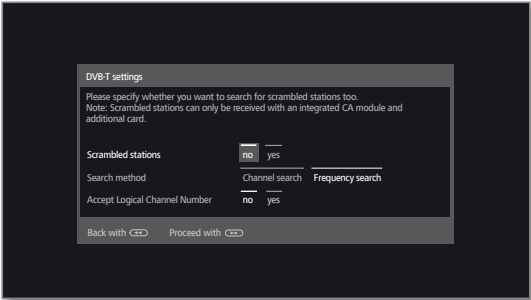 DVB-T settings
Please specify whether you want to search for scrambled stations too.
Note: Scrambled stations can only be received with an integrated CA module and
additional card.
Scrambled stations no yes
Search method Channel search Frequency search
Accept Logical Channel Number no yes
Back with Proceed with